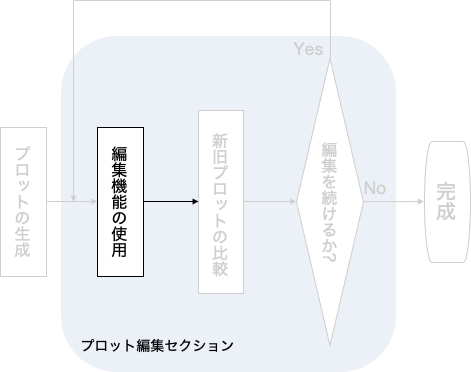 Yes
プロットの生成
編集機能の使用
新旧プロットの比較
編集を続けるか?
No
完成
プロット編集セクション